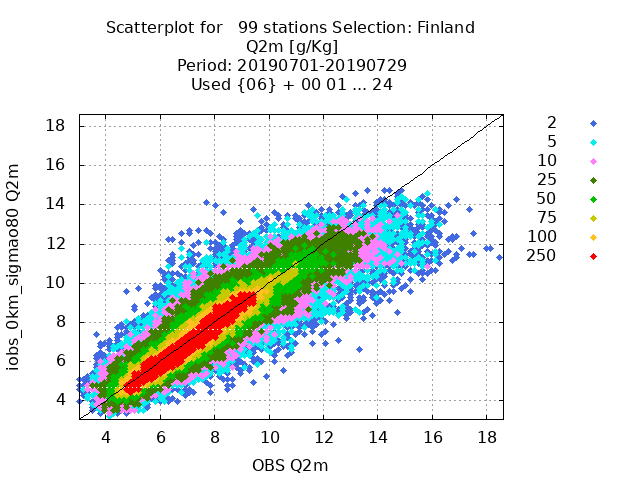 Scatterplot for 99 stations Selection: Finland
Q2m [g/Kg]
Period: 20190701-20190729
Used {06} + 00 01 ... 24
iobs_0km_sigmao80 Q2m
18
16
14
12
10
8
6
4
4 6 8 10 12 14 16 18
OBS Q2m
2
5
10
25
50
75
100
250